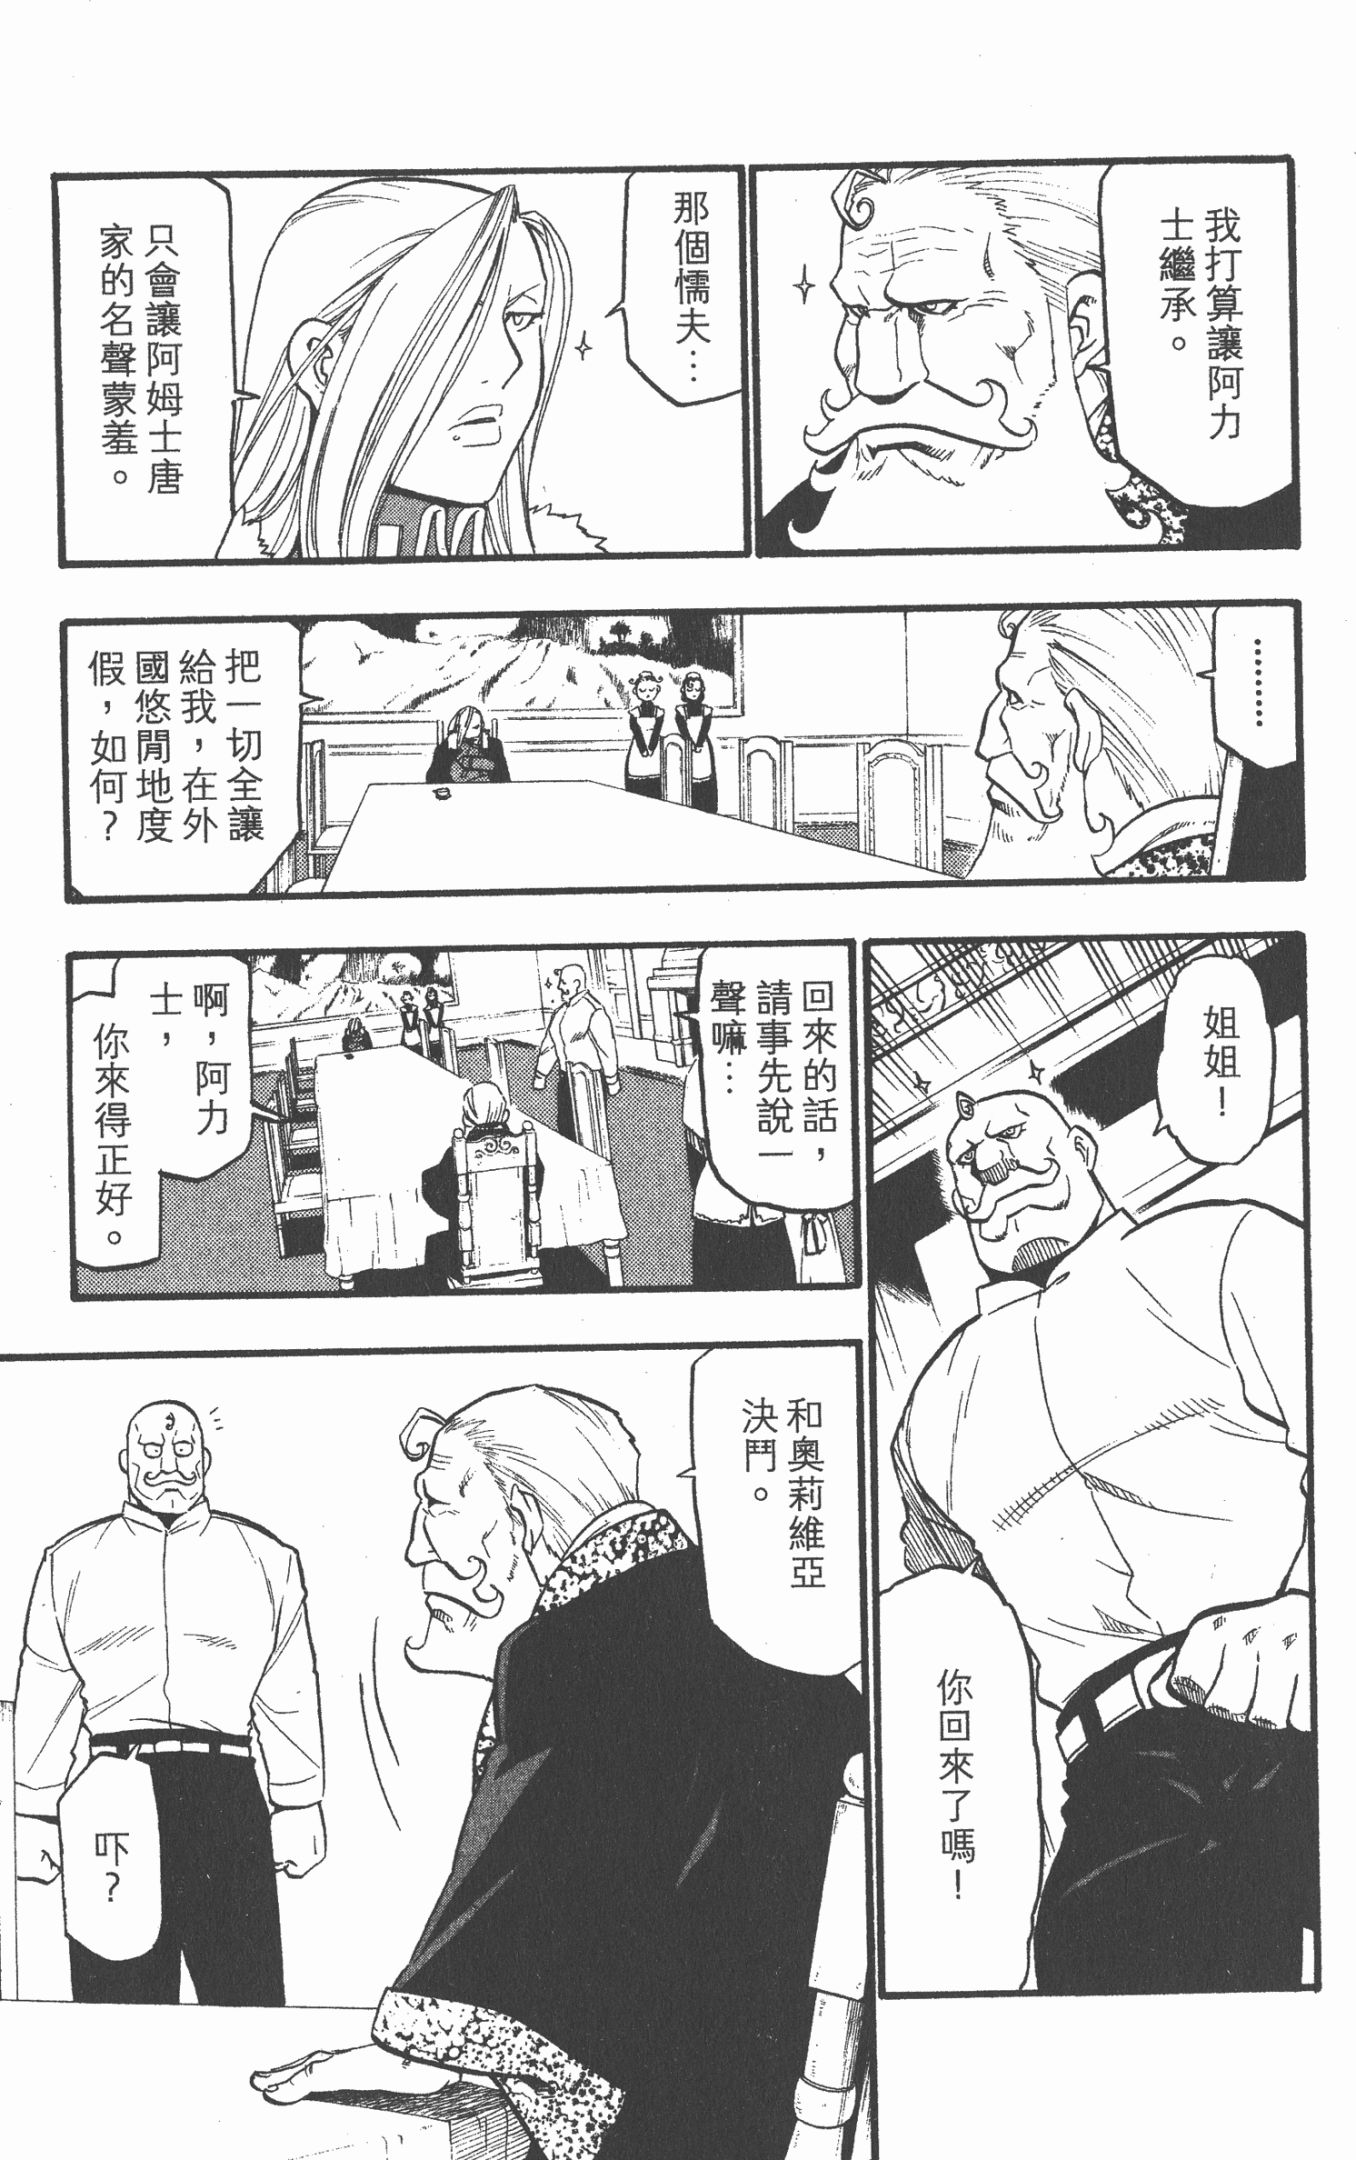 我打算讓阿力
士繼承。
那個懦夫…
只會讓阿姆士唐
家的名聲蒙羞。
………
把一切全讓
給我，在外
國悠閒地度
假，如何？
姐姐！
你回來了嗎！
回來的話，
請事先說一
聲嘛…
啊，阿力
士，
你來得正好。
和奧莉維亞
決鬥。
吓？